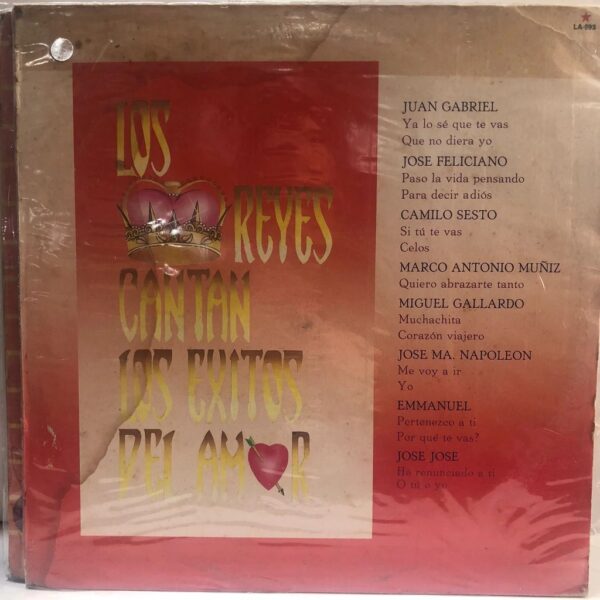 LA-593
LOS
REYES
CANTAN
LOS EXITOS
DEL AMOR
JUAN GABRIEL
Ya lo sé que te vas
Que no diera yo
JOSE FELICIANO
Paso la vida pensando
Para decir adiós
CAMILO SESTO
Si tú te vas
Celos
MARCO ANTONIO MUÑIZ
Quiero abrazarte tanto
MIGUEL GALLARDO
Muchachita
Corazón viajero
JOSE MA. NAPOLEON
Me voy a ir
Yo
EMMANUEL
Pertenezco a ti
Por qué te vas?
JOSE JOSE
He renunciado a ti
O tú o yo